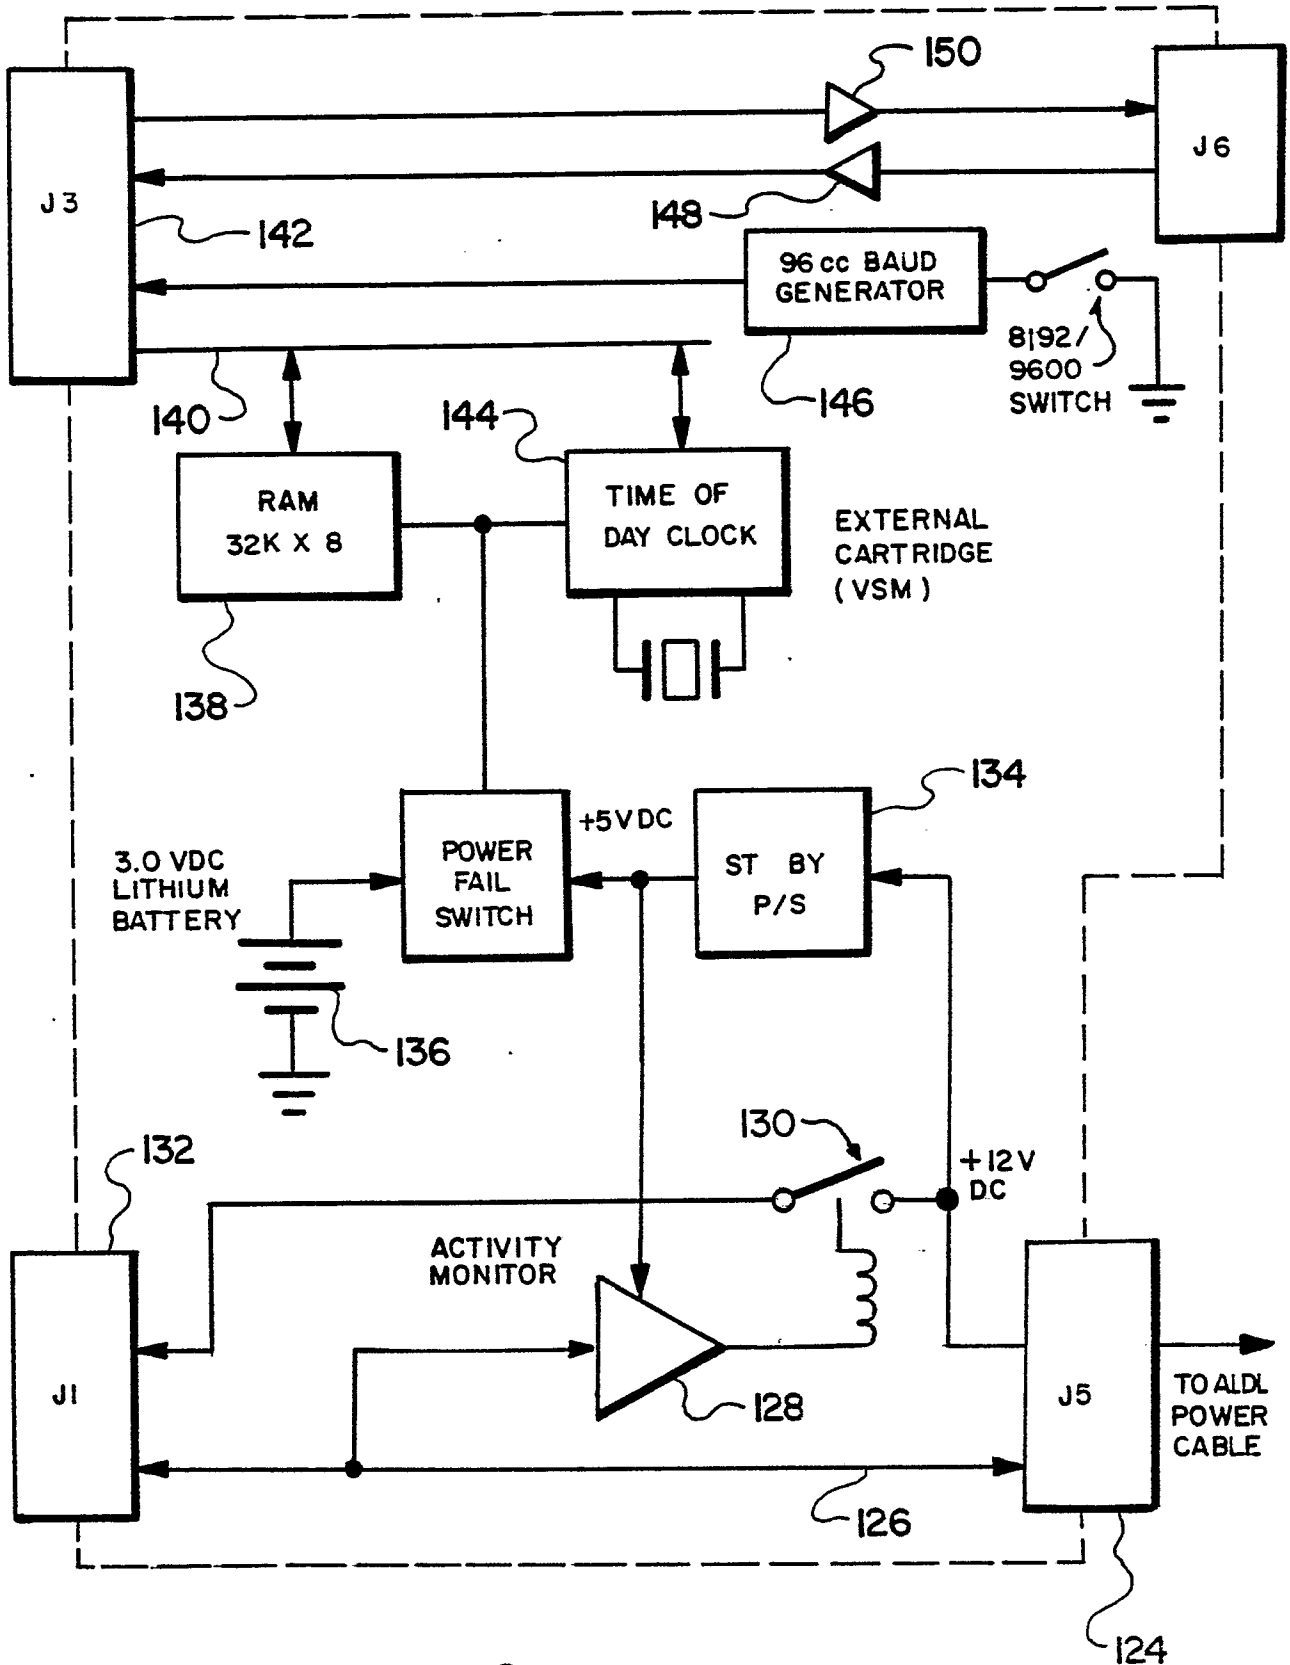 150
J6
J3
148
142
96cc BAUD
GENERATOR
8192/
9600
SWITCH
146
140
144
RAM
32K X 8
TIME OF
DAY CLOCK
EXTERNAL
CARTRIDGE
(VSM)
138
134
+5VDC
3.0 VDC
LITHIUM
BATTERY
POWER
FAIL
SWITCH
ST BY
P/S
136
130
132
+12V
DC
ACTIVITY
MONITOR
J1
128
J5
TO ALDL
POWER
CABLE
126
124